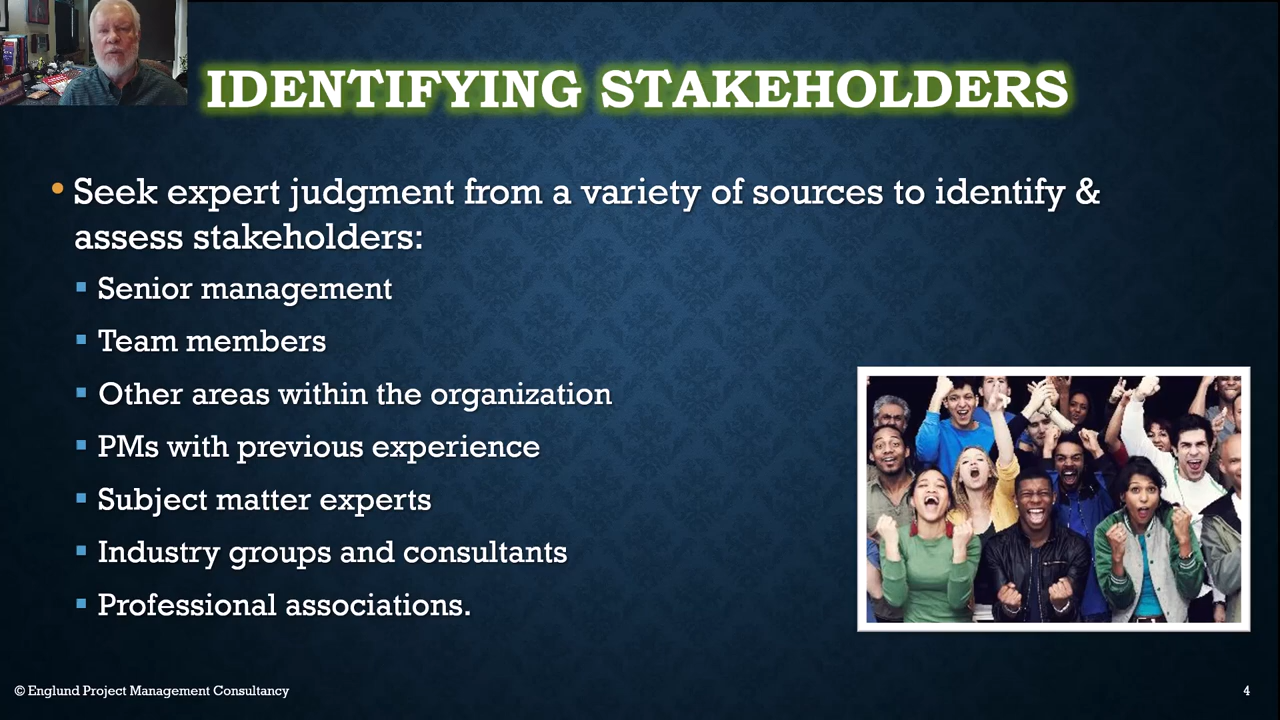 IDENTIFYING STAKEHOLDERS
• Seek expert judgment from a variety of sources to identify &
assess stakeholders:
▪ Senior management
▪ Team members
▪ Other areas within the organization
▪ PMs with previous experience
▪ Subject matter experts
▪ Industry groups and consultants
▪ Professional associations.
© Englund Project Management Consultancy
4